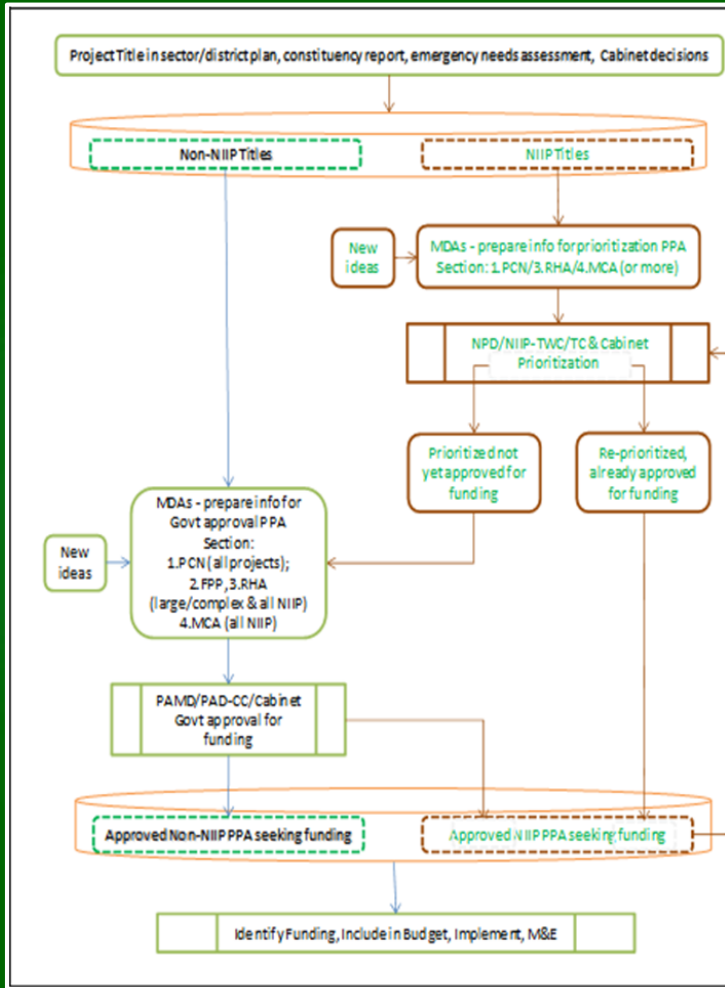 Project Title in sector/district plan, constituency report, emergency needs assessment, Cabinet decisions
Non-NIIP Titles
NIIP Titles
New
ideas
MDAs - prepare info for prioritization PPA
Section: 1.PCN/3.RHA/4.MCA (or more)
NPD/NIIP-TWC/TC & Cabinet
Prioritization
Prioritized not
yet approved for
funding
Re-prioritized,
already approved
for funding
MDAs - prepare info for
Govt approval PPA
Section:
1.PCN (all projects);
2.FPP,3.RHA
(large/complex & all NIIP)
4.MCA (all NIIP)
New
ideas
PAMD/PAD-CC/Cabinet
Govt approval for
funding
Approved Non-NIIP PPA seeking funding
Approved NIIP PPA seeking funding
Identify Funding, Include in Budget, Implement, M&E